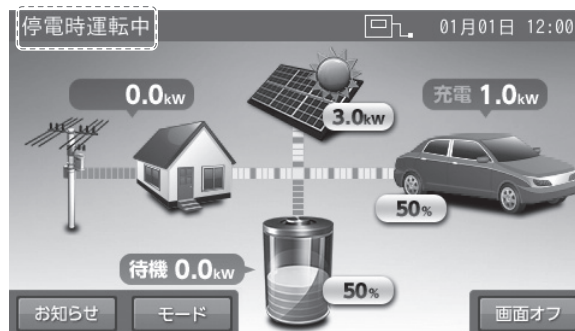 停電時運転中
01月01日 12:00
0.0kW
3.0kW
充電 1.0kW
50%
待機 0.0kW
50%
お知らせ
モード
画面オフ